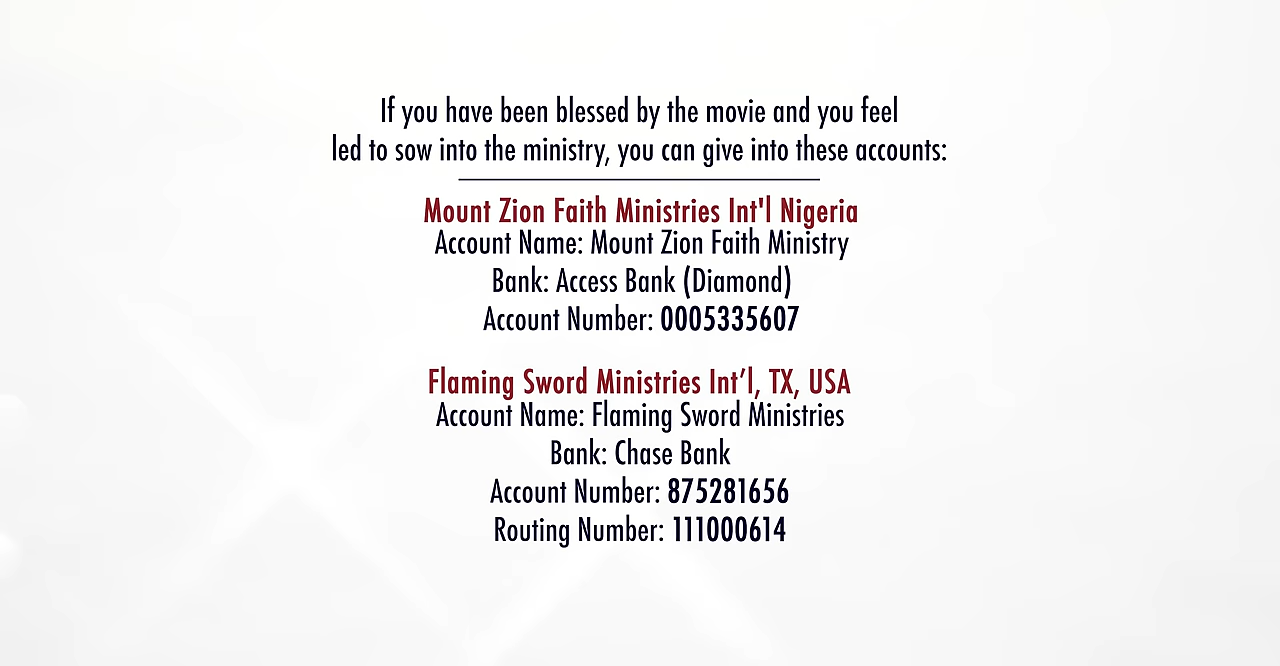 If you have been blessed by the movie and you feel
led to sow into the ministry, you can give into these accounts:
Mount Zion Faith Ministries Int'l Nigeria
Account Name: Mount Zion Faith Ministry
Bank: Access Bank (Diamond)
Account Number: 0005335607
Flaming Sword Ministries Int’l, TX, USA
Account Name: Flaming Sword Ministries
Bank: Chase Bank
Account Number: 875281656
Routing Number: 111000614